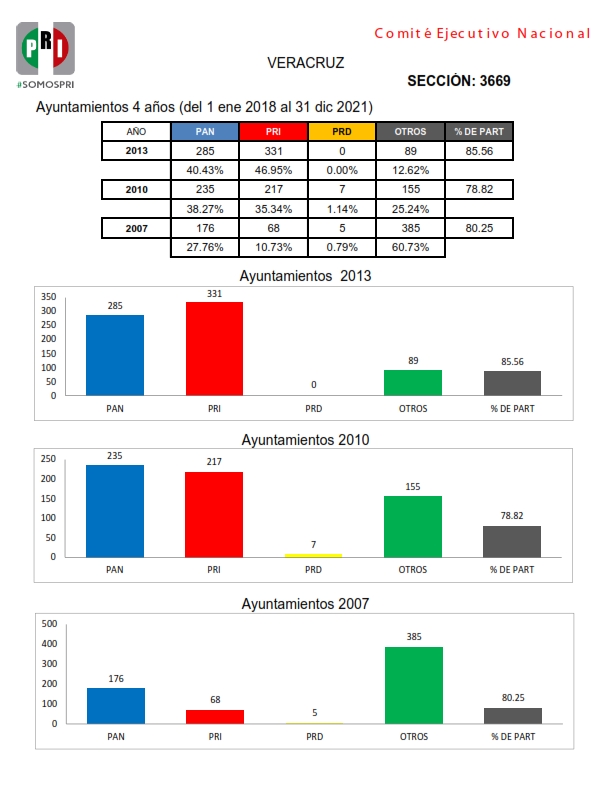 PRI
#SOMOSPRI
Comité Ejecutivo Nacional
VERACRUZ
SECCIÓN: 3669
Ayuntamientos 4 años (del 1 ene 2018 al 31 dic 2021)
AÑO PAN PRI PRD OTROS % DE PART
2013 285 331 0 89 85.56
40.43% 46.95% 0.00% 12.62%
2010 235 217 7 155 78.82
38.27% 35.34% 1.14% 25.24%
2007 176 68 5 385 80.25
27.76% 10.73% 0.79% 60.73%
Ayuntamientos 2013
350
300
250
200
150
100
50
0
285 331 0 89 85.56
PAN PRI PRD OTROS % DE PART
Ayuntamientos 2010
250
200
150
100
50
0
235 217 7 155 78.82
PAN PRI PRD OTROS % DE PART
Ayuntamientos 2007
500
400
300
200
100
0
176 68 5 385 80.25
PAN PRI PRD OTROS % DE PART